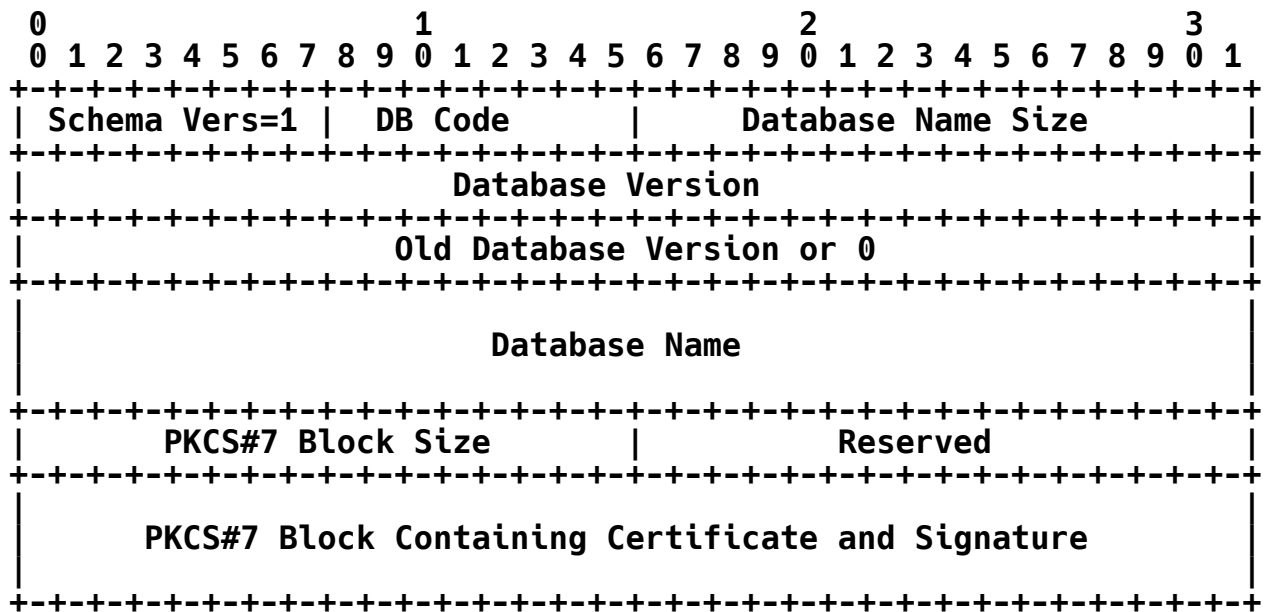 0                   1                   2                   3
 0 1 2 3 4 5 6 7 8 9 0 1 2 3 4 5 6 7 8 9 0 1 2 3 4 5 6 7 8 9 0 1
+-+-+-+-+-+-+-+-+-+-+-+-+-+-+-+-+-+-+-+-+-+-+-+-+-+-+-+-+-+-+-+-+
| Schema Vers=1 |  DB Code      |     Database Name Size        |
+-+-+-+-+-+-+-+-+-+-+-+-+-+-+-+-+-+-+-+-+-+-+-+-+-+-+-+-+-+-+-+-+
|                      Database Version                         |
+-+-+-+-+-+-+-+-+-+-+-+-+-+-+-+-+-+-+-+-+-+-+-+-+-+-+-+-+-+-+-+-+
|                   Old Database Version or 0                   |
+-+-+-+-+-+-+-+-+-+-+-+-+-+-+-+-+-+-+-+-+-+-+-+-+-+-+-+-+-+-+-+-+
|                                                               |
|                        Database Name                          |
|                                                               |
+-+-+-+-+-+-+-+-+-+-+-+-+-+-+-+-+-+-+-+-+-+-+-+-+-+-+-+-+-+-+-+-+
|       PKCS#7 Block Size       |          Reserved             |
+-+-+-+-+-+-+-+-+-+-+-+-+-+-+-+-+-+-+-+-+-+-+-+-+-+-+-+-+-+-+-+-+
|                                                               |
|      PKCS#7 Block Containing Certificate and Signature        |
|                                                               |
+-+-+-+-+-+-+-+-+-+-+-+-+-+-+-+-+-+-+-+-+-+-+-+-+-+-+-+-+-+-+-+-+